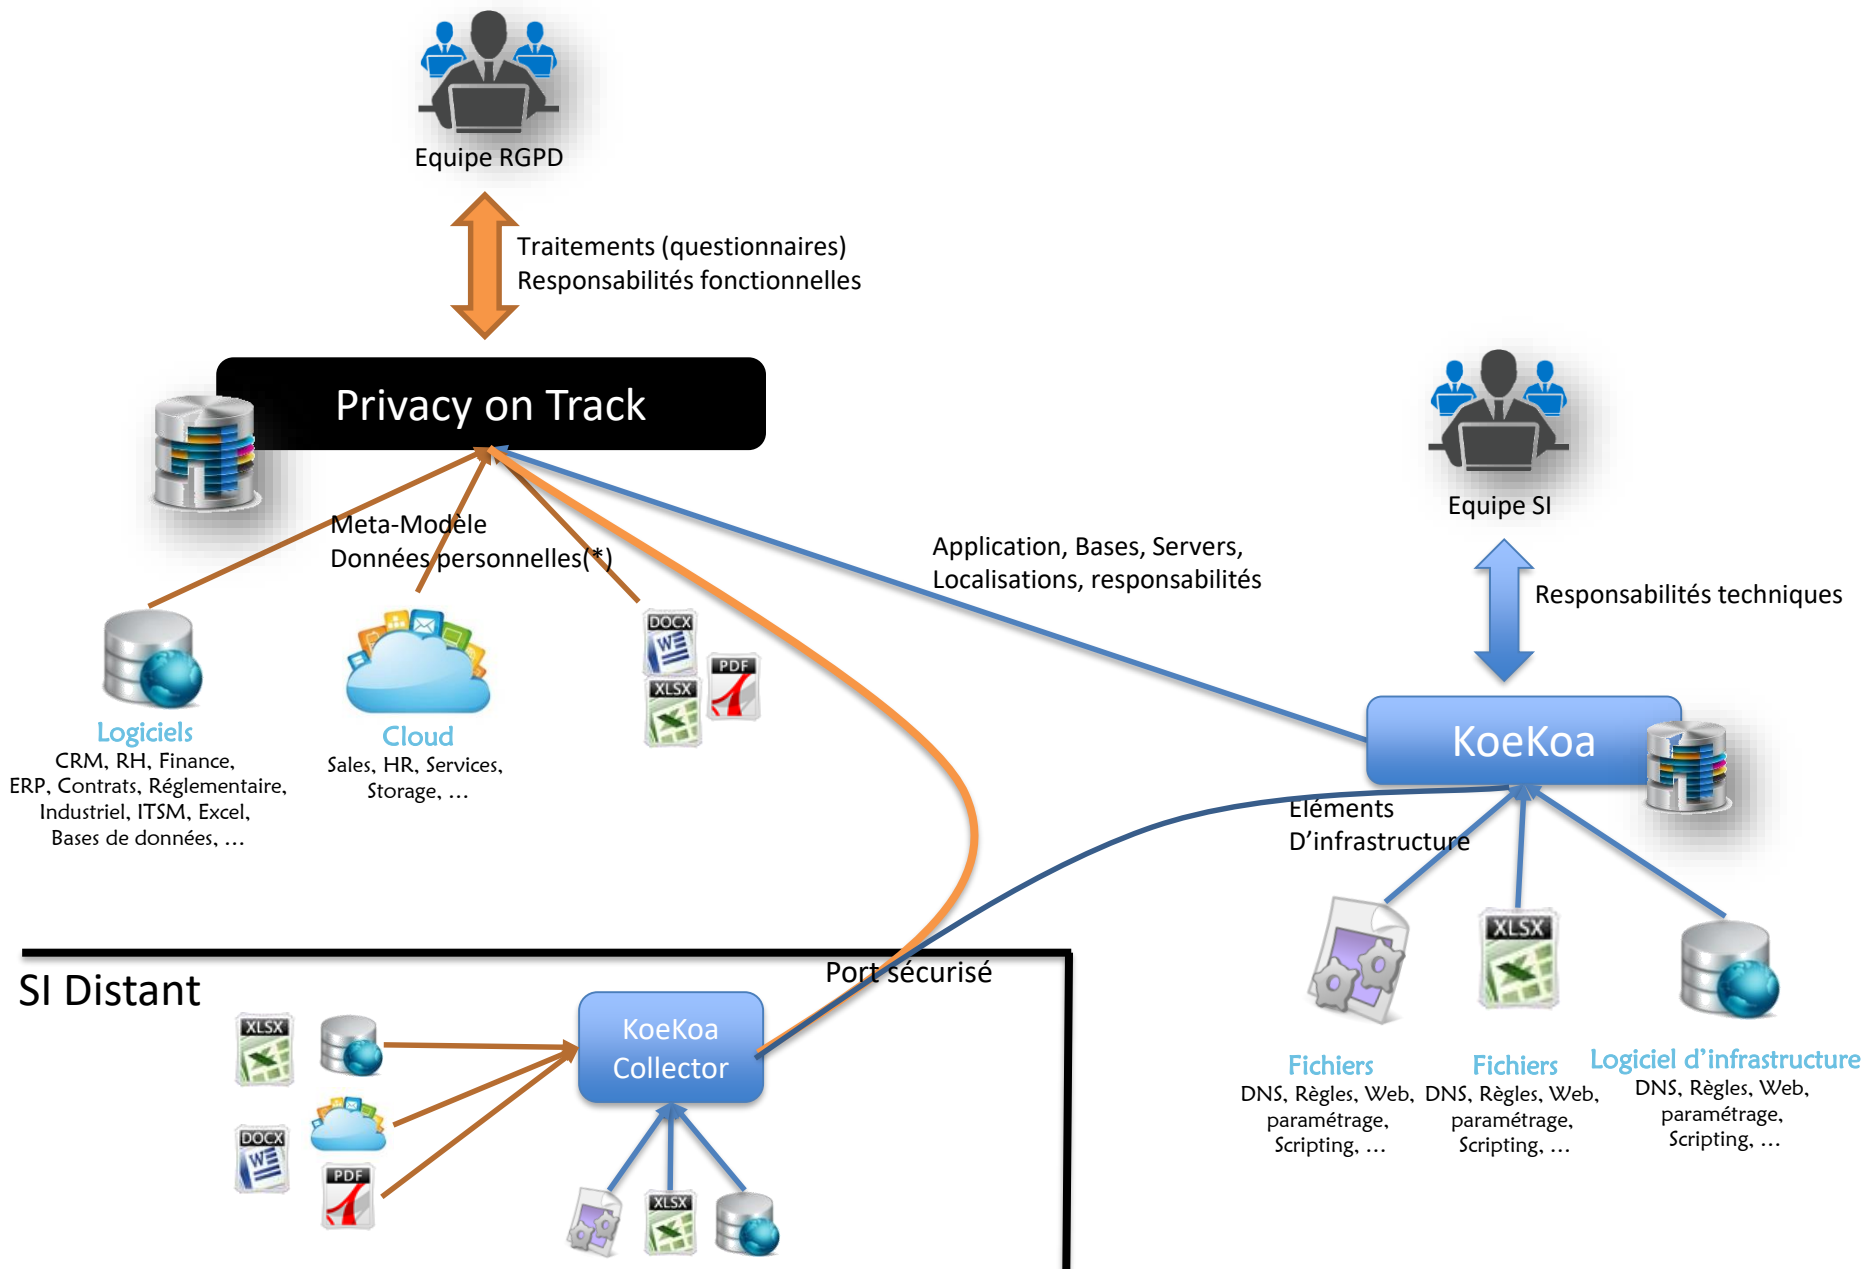 Equipe RGPD
Traitements (questionnaires)
Responsabilités fonctionnelles
Privacy on Track
Equipe SI
Meta-Modèle
Données personnelles(*)
Application, Bases, Servers,
Localisations, responsabilités
Responsabilités techniques
DOCX
PDF
XLSX
Logiciels
CRM, RH, Finance,
ERP, Contrats, Réglementaire,
Industriel, ITSM, Excel,
Bases de données, …
Cloud
Sales, HR, Services,
Storage, …
KoeKoa
Eléments
D’infrastructure
XLSX
Fichiers
DNS, Règles, Web,
paramétrage,
Scripting, …
Fichiers
DNS, Règles, Web,
paramétrage,
Scripting, …
Logiciel d’infrastructure
DNS, Règles, Web,
paramétrage,
Scripting, …
SI Distant
Port sécurisé
XLSX
KoeKoa
Collector
DOCX
PDF
XLSX